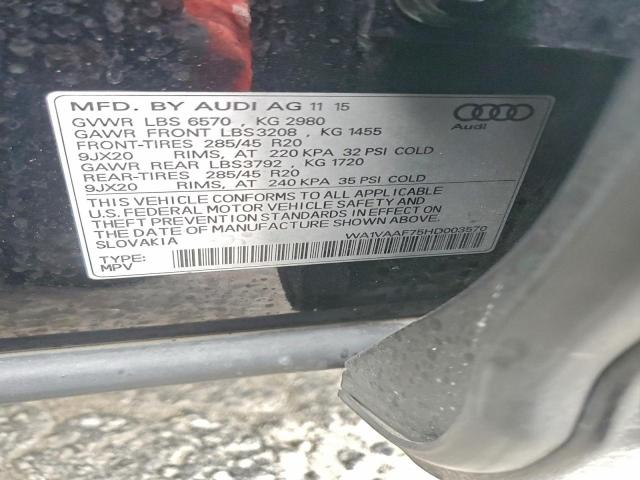 MFD. BY AUDI AG 11 15
GVWR LBS 6570 , KG 2980
GAWR FRONT LBS3208 , KG 1455
FRONT-TIRES 285/45 R20
9JX20 RIMS, AT 220 KPA 32 PSI COLD
GAWR REAR LBS3792 , KG 1720
REAR-TIRES 285/45 R20
9JX20 RIMS, AT 240 KPA 35 PSI COLD
THIS VEHICLE CONFORMS TO ALL APPLICABLE
U.S. FEDERAL MOTOR VEHICLE SAFETY AND
THEFT PREVENTION STANDARDS IN EFFECT ON
THE DATE OF MANUFACTURE SHOWN ABOVE.
SLOVAKIA
WA1VAAF75HD003570
TYPE:
MPV
Audi